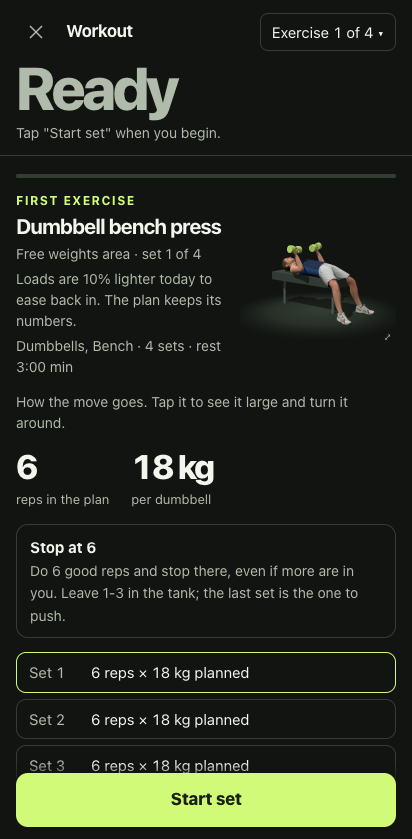 Workout
Exercise 1 of 4 ▾
Ready
Tap "Start set" when you begin.
FIRST EXERCISE
Dumbbell bench press
Free weights area · set 1 of 4
Loads are 10% lighter today to
ease back in. The plan keeps its
numbers.
Dumbbells, Bench · 4 sets · rest
3:00 min
How the move goes. Tap it to see it large and turn it
around.
6
reps in the plan
18 kg
per dumbbell
Stop at 6
Do 6 good reps and stop there, even if more are in
you. Leave 1-3 in the tank; the last set is the one to
push.
Set 1 6 reps × 18 kg planned
Set 2 6 reps × 18 kg planned
Set 3 6 reps × 18 kg planned
Start set